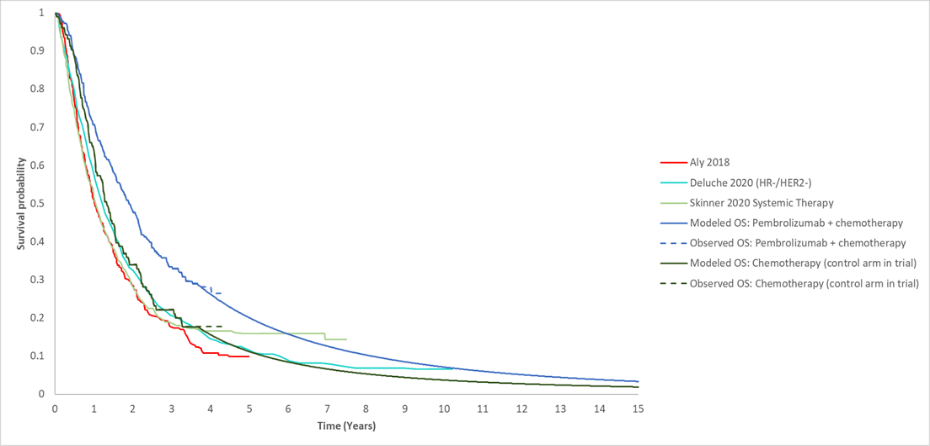 1
0.9
0.8
0.7
0.6
0.5
0.4
0.3
0.2
0.1
0
Survival probability
0 1 2 3 4 5 6 7 8 9 10 11 12 13 14 15
Time (Years)
Aly 2018
Deluche 2020 (HR-/HER2-)
Skinner 2020 Systemic Therapy
Modeled OS: Pembrolizumab + chemotherapy
Observed OS: Pembrolizumab + chemotherapy
Modeled OS: Chemotherapy (control arm in trial)
Observed OS: Chemotherapy (control arm in trial)